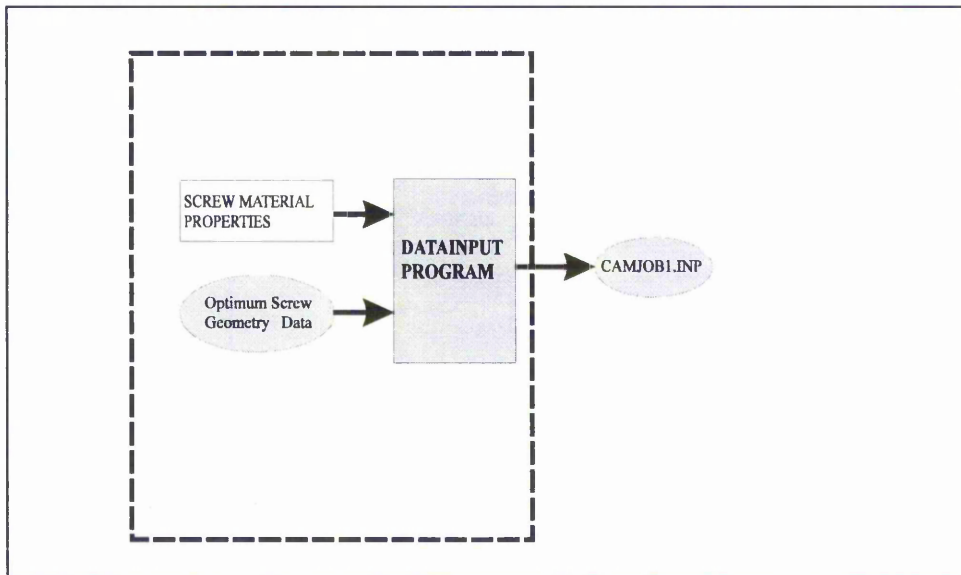 SCREW MATERIAL
PROPERTIES
Optimum Screw
Geometry Data
DATAINPUT
PROGRAM
CAMJOB1.INP